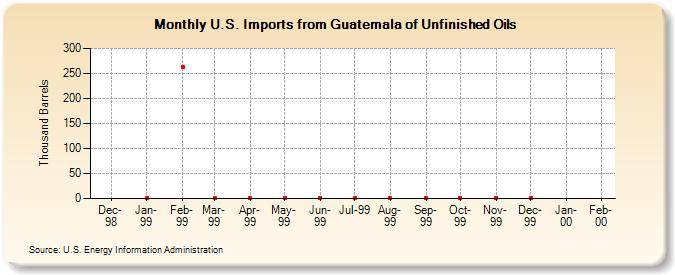 Monthly U.S. Imports from Guatemala of Unfinished Oils
Thousand Barrels
300
250
200
150
100
50
0
Dec-98
Jan-99
Feb-99
Mar-99
Apr-99
May-99
Jun-99
Jul-99
Aug-99
Sep-99
Oct-99
Nov-99
Dec-99
Jan-00
Feb-00
Source: U.S. Energy Information Administration